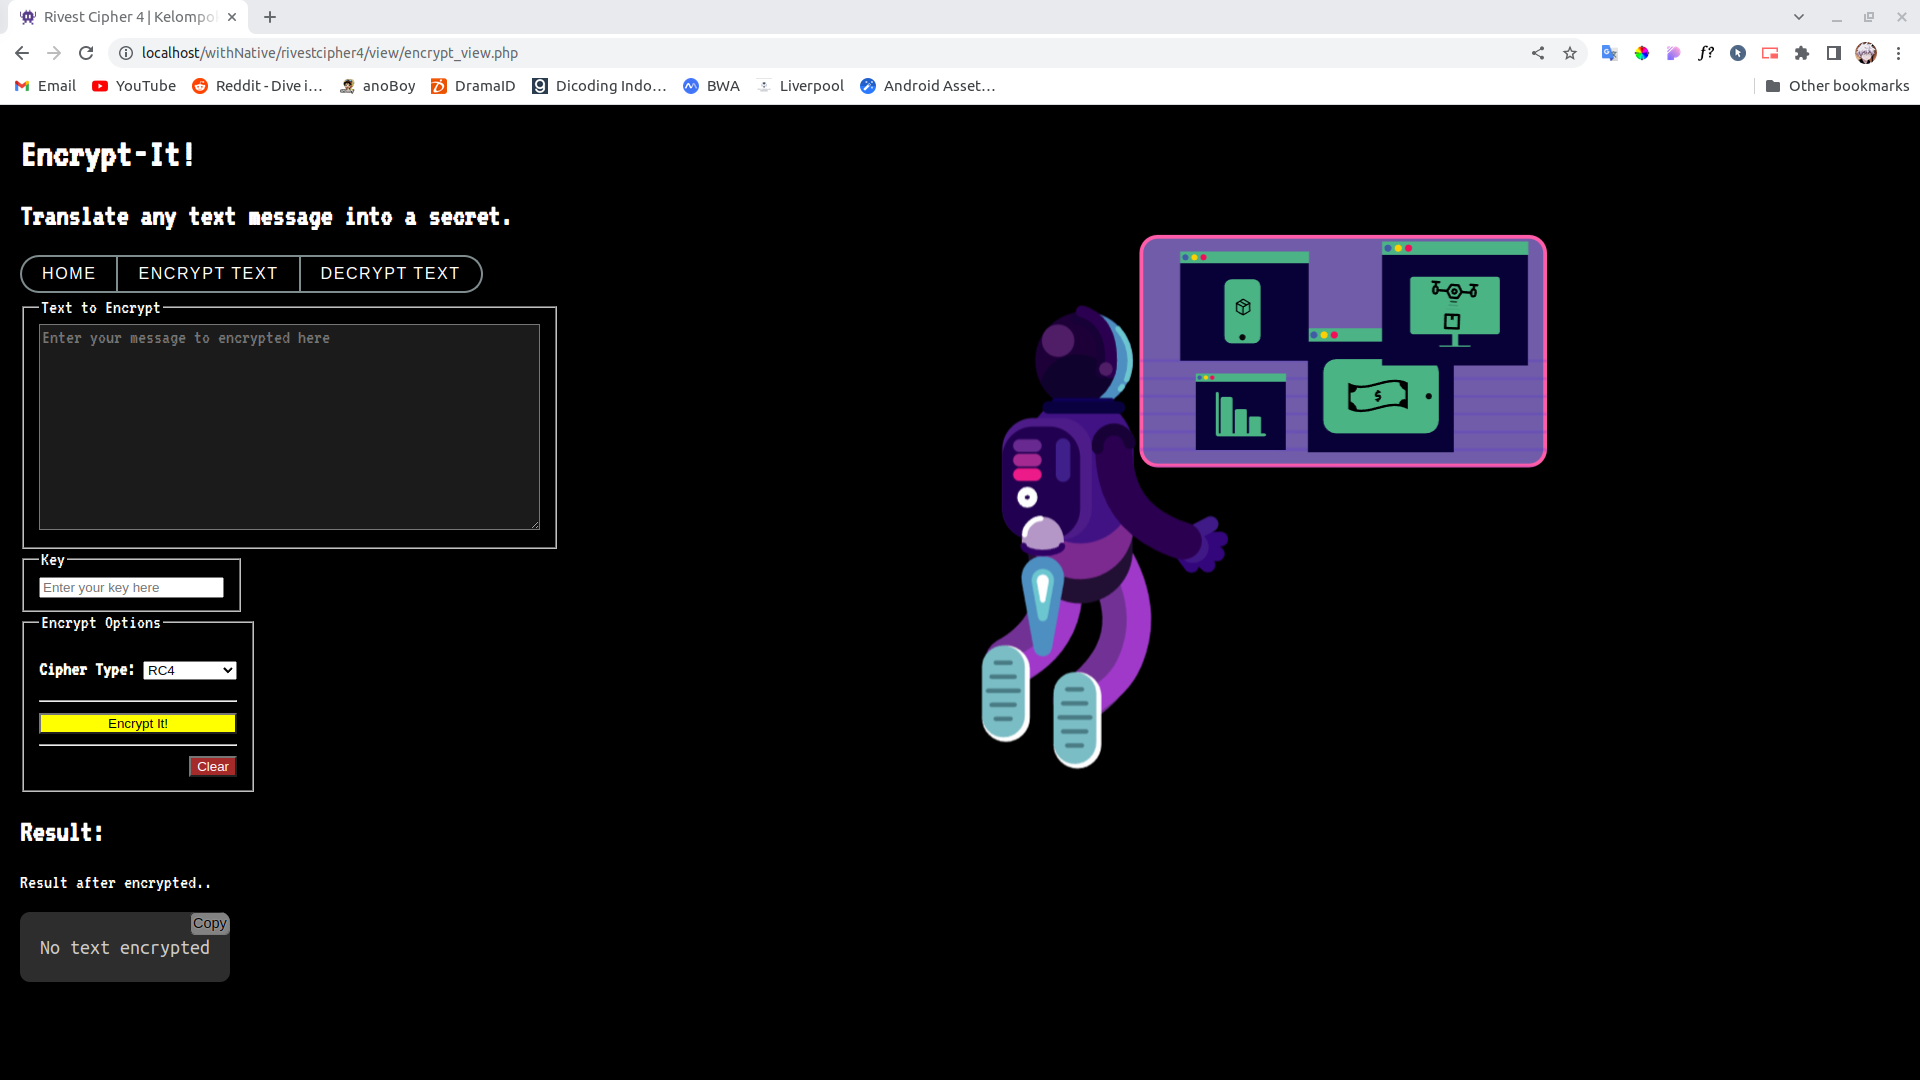 Rivest Cipher 4 | Kelompo
localhost/withNative/rivestcipher4/view/encrypt_view.php
Email YouTube Reddit - Dive i... anoBoy DramaID Dicoding Indo... BWA Liverpool Android Asset... Other bookmarks
Encrypt-It!
Translate any text message into a secret.
HOME ENCRYPT TEXT DECRYPT TEXT
Text to Encrypt
Enter your message to encrypted here
Key
Enter your key here
Encrypt Options
Cipher Type: RC4
Encrypt It!
Clear
Result:
Result after encrypted..
Copy
No text encrypted